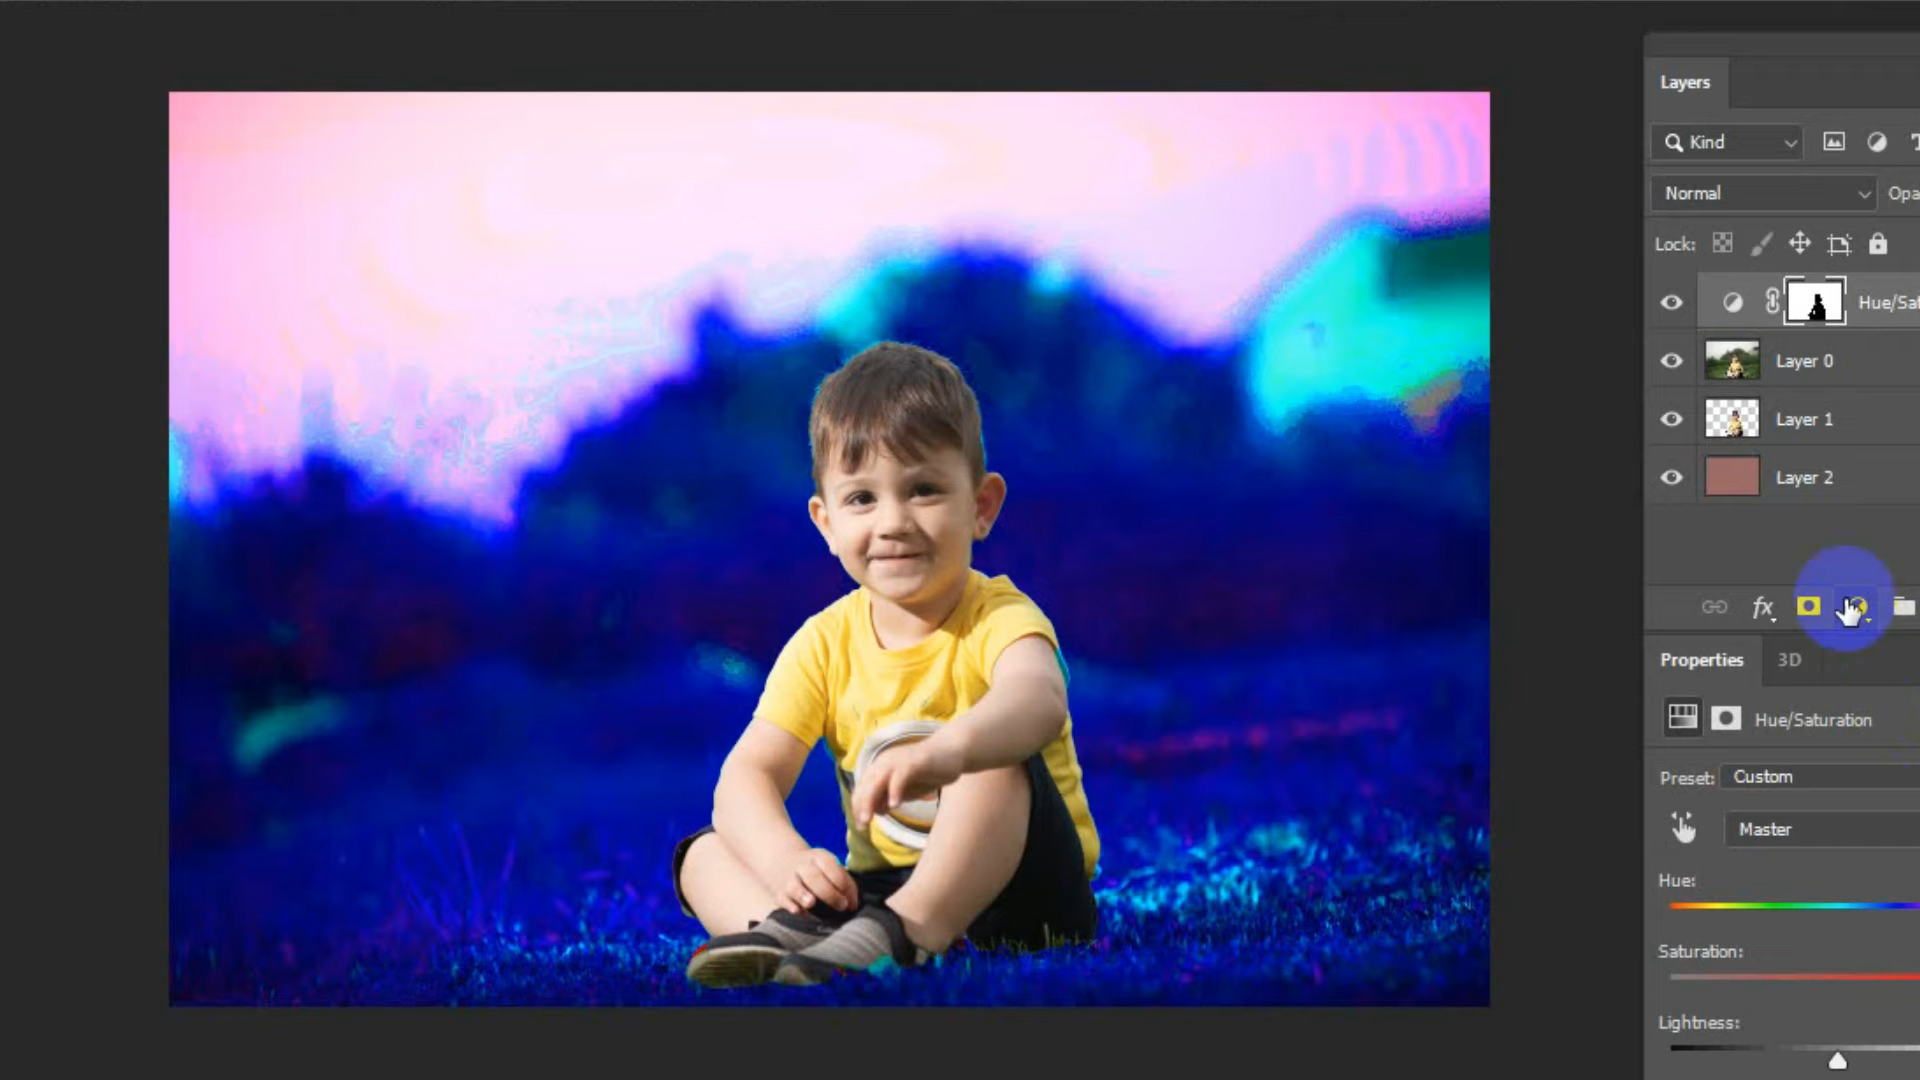 Layers
Kind
Normal
Opa
Lock:
Hue/Sat
Layer 0
Layer 1
Layer 2
fx
Properties 3D
Hue/Saturation
Preset: Custom
Master
Hue:
Saturation:
Lightness: